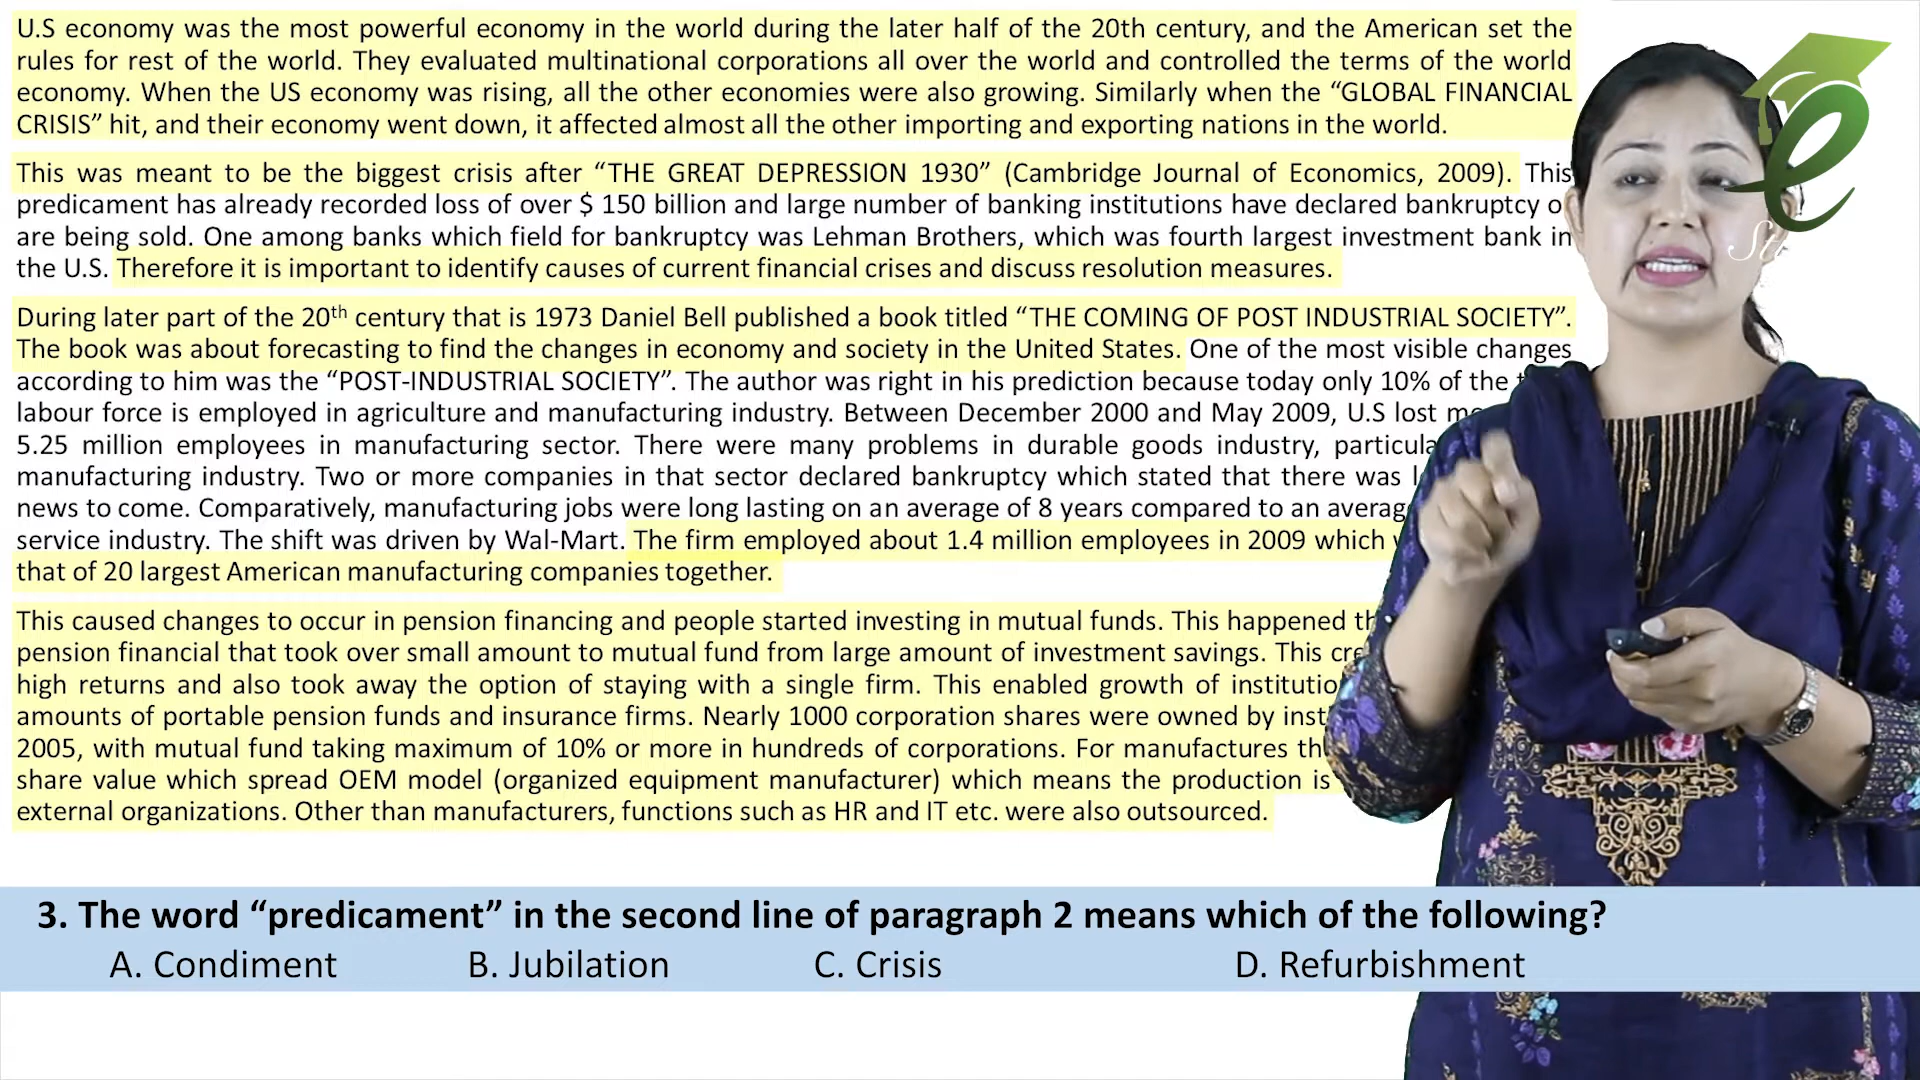 U.S economy was the most powerful economy in the world during the later half of the 20th century, and the American set the
rules for rest of the world. They evaluated multinational corporations all over the world and controlled the terms of the world
economy. When the US economy was rising, all the other economies were also growing. Similarly when the “GLOBAL FINANCIAL
CRISIS” hit, and their economy went down, it affected almost all the other importing and exporting nations in the world.
This was meant to be the biggest crisis after “THE GREAT DEPRESSION 1930” (Cambridge Journal of Economics, 2009). This
predicament has already recorded loss of over $ 150 billion and large number of banking institutions have declared bankruptcy
are being sold. One among banks which field for bankruptcy was Lehman Brothers, which was fourth largest investment bank in
the U.S. Therefore it is important to identify causes of current financial crises and discuss resolution measures.
During later part of the 20th century that is 1973 Daniel Bell published a book titled “THE COMING OF POST INDUSTRIAL SOCIETY”.
The book was about forecasting to find the changes in economy and society in the United States. One of the most visible changes
according to him was the “POST-INDUSTRIAL SOCIETY”. The author was right in his prediction because today only 10% of the
labour force is employed in agriculture and manufacturing industry. Between December 2000 and May 2009, U.S lost
5.25 million employees in manufacturing sector. There were many problems in durable goods industry,
manufacturing industry. Two or more companies in that sector declared bankruptcy which stated that there was
news to come. Comparatively, manufacturing jobs were long lasting on an average of 8 years compared to an
service industry. The shift was driven by Wal-Mart. The firm employed about 1.4 million employees in 2009 which
that of 20 largest American manufacturing companies together.
This caused changes to occur in pension financing and people started investing in mutual funds. This happened
pension financial that took over small amount to mutual fund from large amount of investment savings. This
high returns and also took away the option of staying with a single firm. This enabled growth of
amounts of portable pension funds and insurance firms. Nearly 1000 corporation shares were owned by
2005, with mutual fund taking maximum of 10% or more in hundreds of corporations. For manufactures
share value which spread OEM model (organized equipment manufacturer) which means the production is
external organizations. Other than manufacturers, functions such as HR and IT etc. were also outsourced.
3. The word “predicament” in the second line of paragraph 2 means which of the following?
A. Condiment B. Jubilation C. Crisis D. Refurbishment